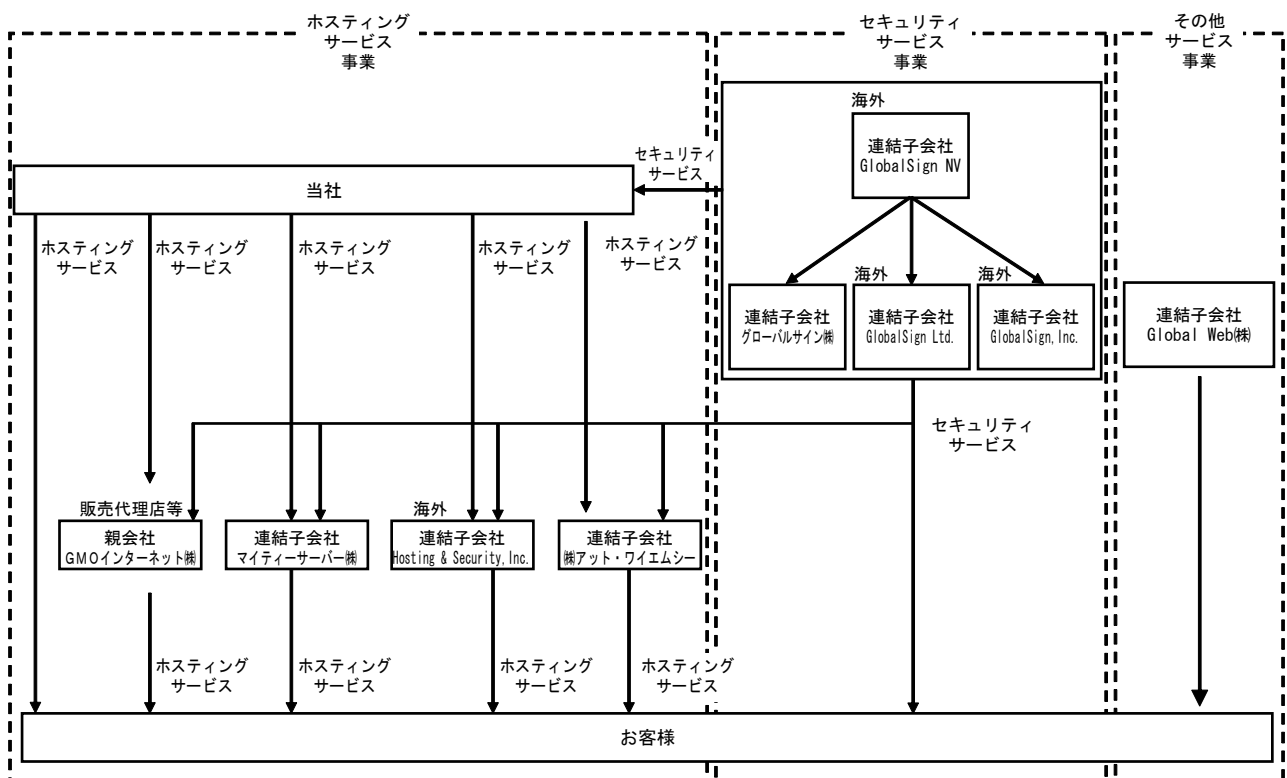 ホスティング
サービス
事業
セキュリティ
サービス
事業
その他
サービス
事業
海外
連結子会社
GlobalSign NV
セキュリティ
サービス
当社
ホスティング
サービス
ホスティング
サービス
ホスティング
サービス
ホスティング
サービス
ホスティング
サービス
海外
海外
連結子会社
グローバルサイン㈱
連結子会社
GlobalSign Ltd.
連結子会社
GlobalSign,Inc.
連結子会社
Global Web㈱
セキュリティ
サービス
販売代理店等
海外
親会社
GMOインターネット㈱
連結子会社
マイティーサーバー㈱
連結子会社
Hosting & Security,Inc.
連結子会社
㈱アット・ワイエムシー
ホスティング
サービス
ホスティング
サービス
ホスティング
サービス
ホスティング
サービス
お客様